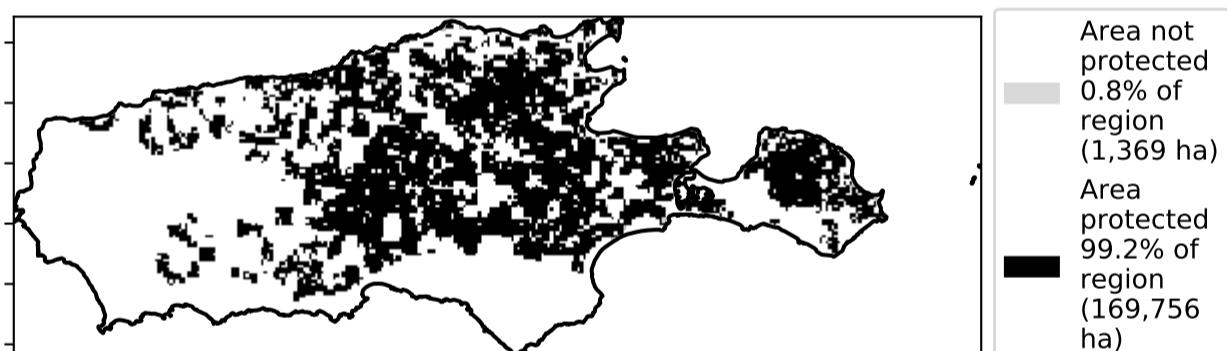 Area not
protected
0.8% of
region
(1,369 ha)
Area
protected
99.2% of
region
(169,756
ha)